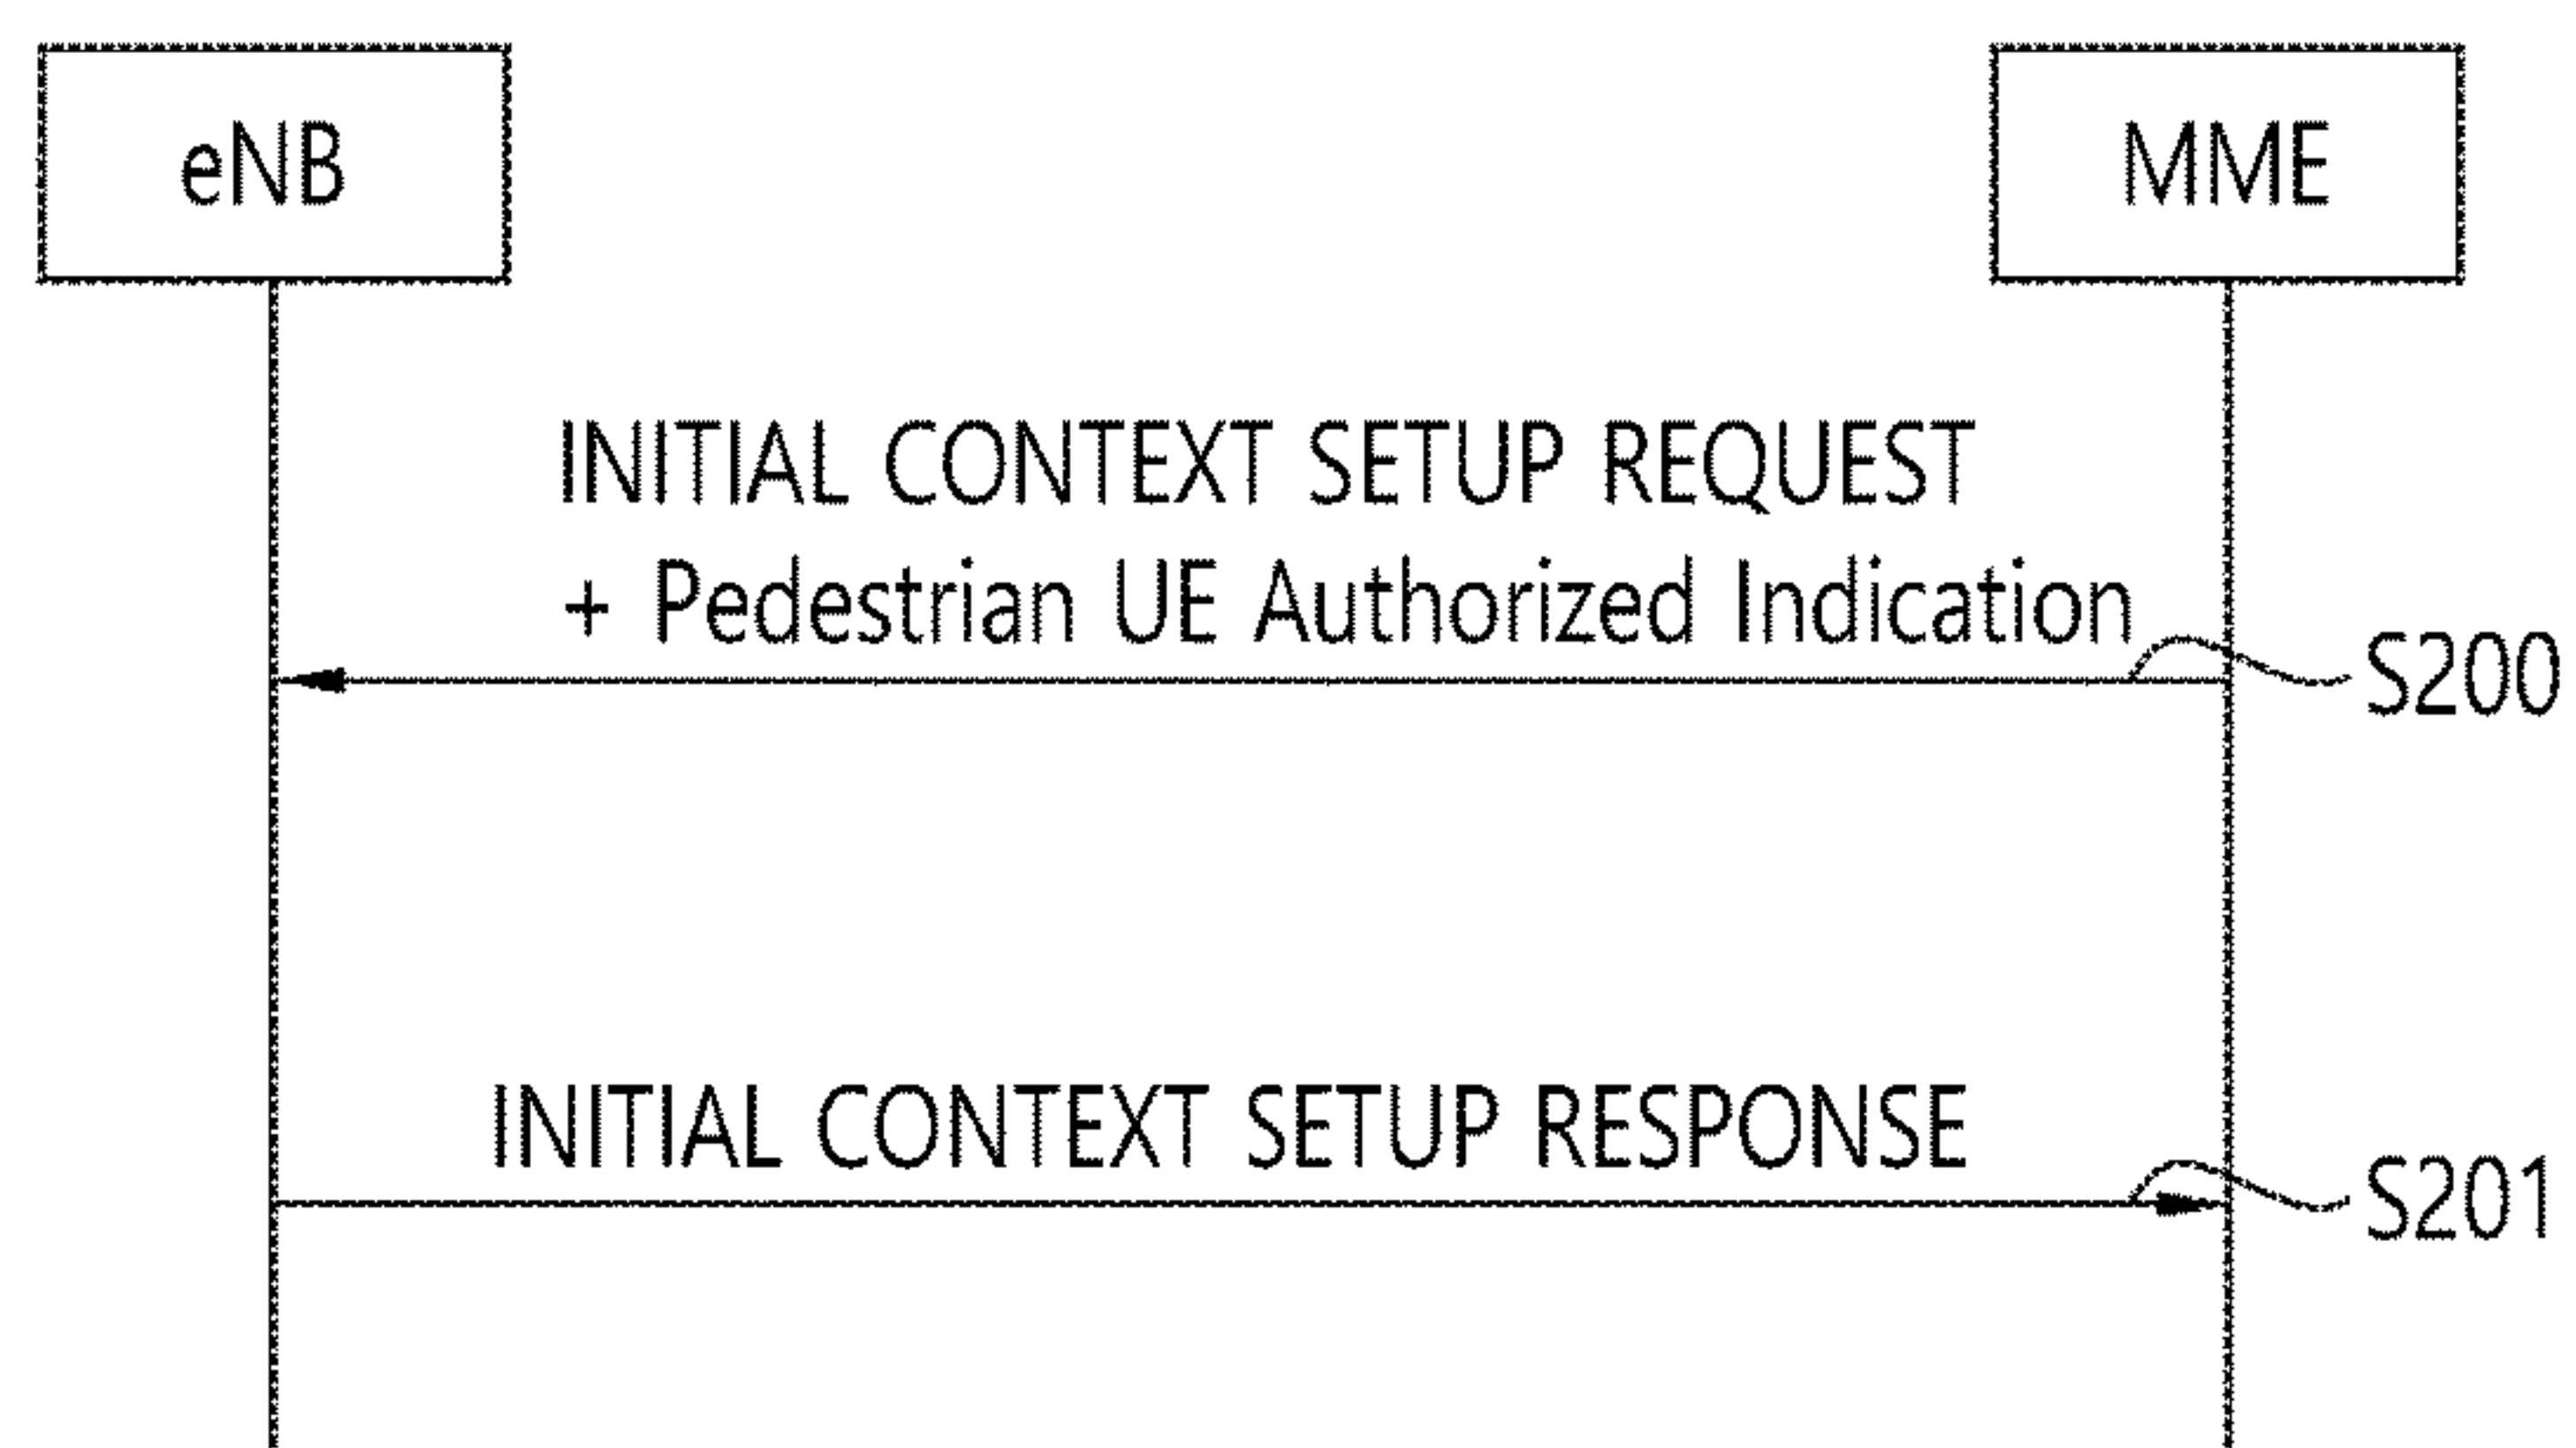 eNB
MME
INITIAL CONTEXT SETUP REQUEST
+ Pedestrian UE Authorized Indication
S200
INITIAL CONTEXT SETUP RESPONSE
S201